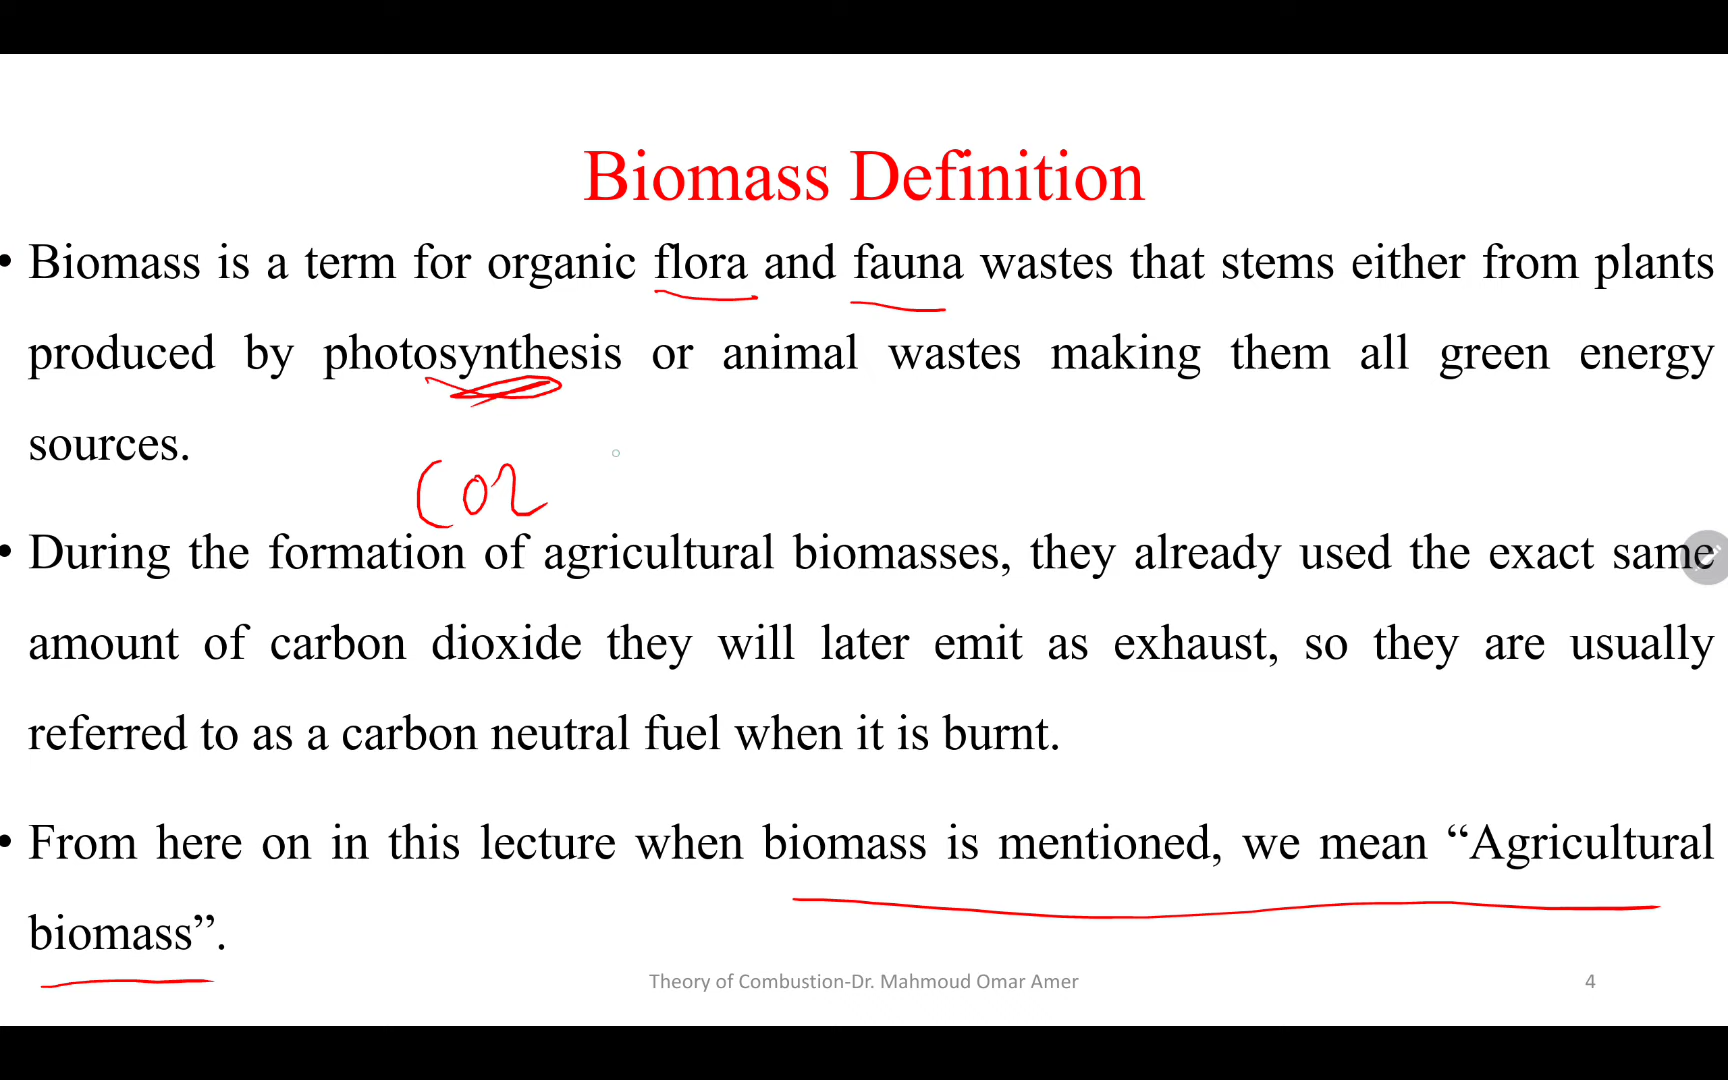 Biomass Definition
• Biomass is a term for organic flora and fauna wastes that stems either from plants
produced by photosynthesis or animal wastes making them all green energy
sources.
CO2
• During the formation of agricultural biomasses, they already used the exact same
amount of carbon dioxide they will later emit as exhaust, so they are usually
referred to as a carbon neutral fuel when it is burnt.
• From here on in this lecture when biomass is mentioned, we mean “Agricultural
biomass”.
Theory of Combustion-Dr. Mahmoud Omar Amer
4